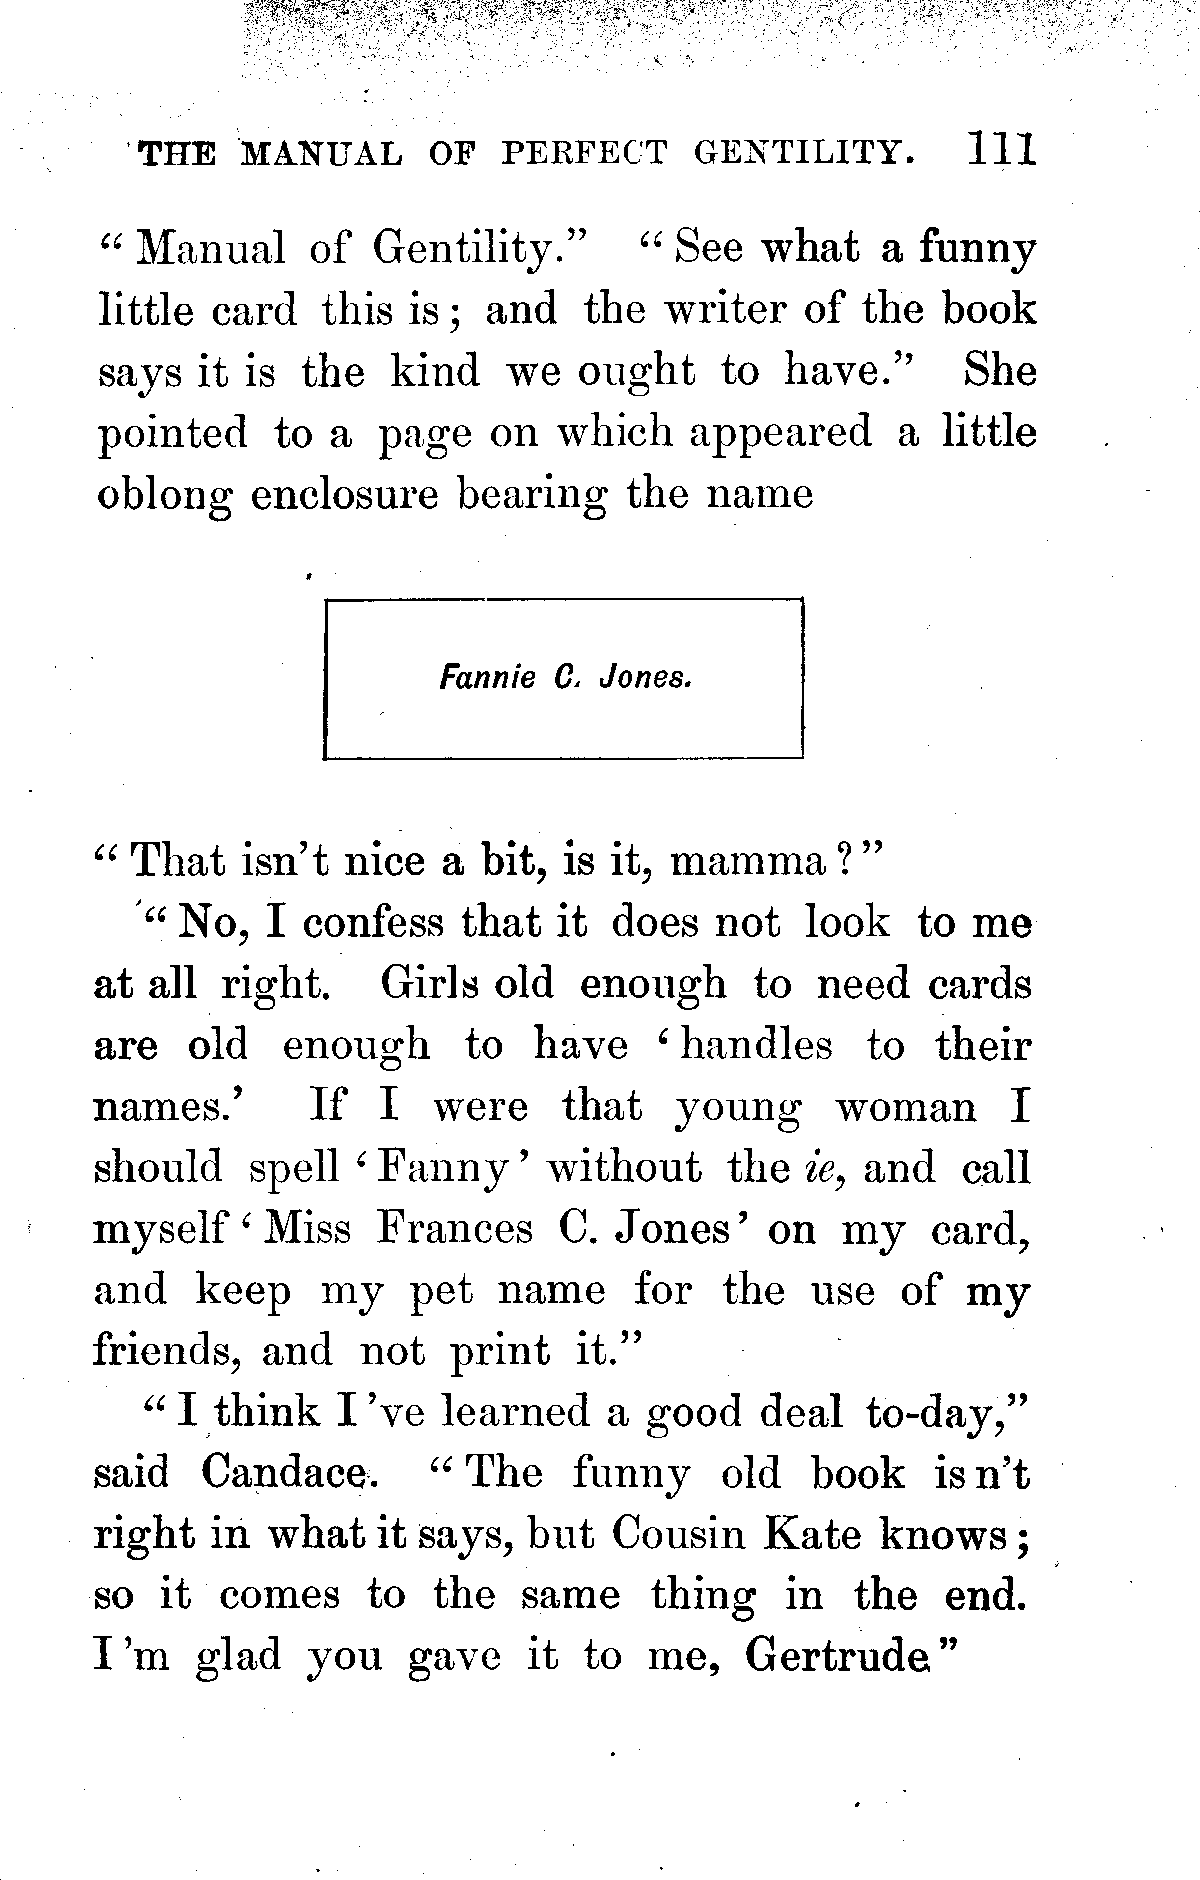 THE MANUAL OF PERFECT GENTILITY. 111
" Manual of Gentility." " See what a funny
little card this is ; and the writer of the book
says it is the kind we ought to have." She
pointed to a page on which appeared a little
oblong enclosure bearing the name
Fannie C. Jones.
" That isn't nice a bit, is it, mamma ? "
" No, I confess that it does not look to me
at all right. Girls old enough to need cards
are old enough to have ' handles to their
names.' If I were that young woman I
should spell ' Fanny ' without the ie, and call
myself ' Miss Frances C. Jones ' on my card,
and keep my pet name for the use of my
friends, and not print it."
" I think I 've learned a good deal to-day,"
said Candace. " The funny old book is n't
right in what it says, but Cousin Kate knows ;
so it comes to the same thing in the end.
I 'm glad you gave it to me, Gertrude "